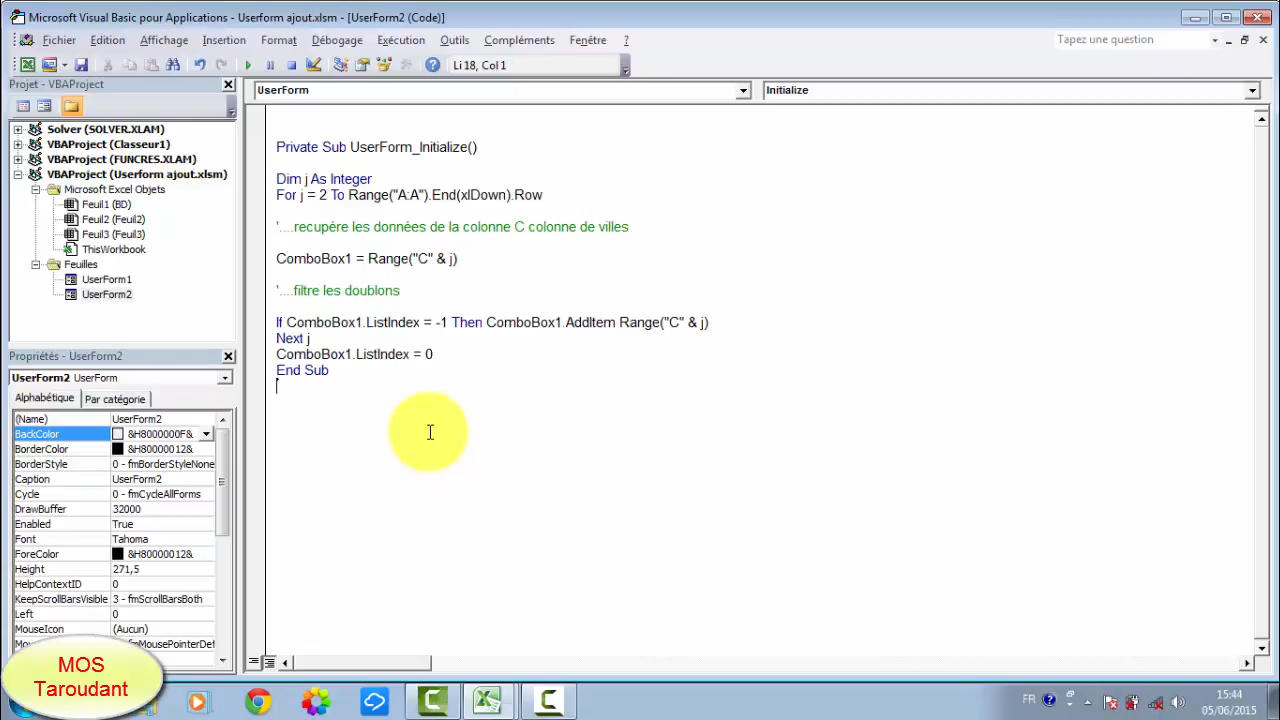 Microsoft Visual Basic pour Applications - Userform ajout.xlsm - [UserForm2 (Code)]
Fichier Edition Affichage Insertion Format Débogage Exécution Outils Compléments Fenêtre ?
Tapez une question
Li 18, Col 1
Projet - VBAProject
UserForm
Initialize
Solver (SOLVER.XLAM)
VBAProject (Classeur1)
VBAProject (FUNCRES.XLAM)
VBAProject (Userform ajout.xlsm)
Microsoft Excel Objets
Feuil1 (BD)
Feuil2 (Feuil2)
Feuil3 (Feuil3)
ThisWorkbook
Feuilles
UserForm1
UserForm2
Private Sub UserForm_Initialize()
Dim j As Integer
For j = 2 To Range("A:A").End(xlDown).Row
'....recupére les données de la colonne C colonne de villes
ComboBox1 = Range("C" & j)
'....filtre les doublons
If ComboBox1.ListIndex = -1 Then ComboBox1.AddItem Range("C" & j)
Next j
ComboBox1.ListIndex = 0
End Sub
Propriétés - UserForm2
UserForm2 UserForm
Alphabétique Par catégorie
(Name) UserForm2
BackColor &H8000000F&
BorderColor &H80000012&
BorderStyle 0 - fmBorderStyleNone
Caption UserForm2
Cycle 0 - fmCycleAllForms
DrawBuffer 32000
Enabled True
Font Tahoma
ForeColor &H80000012&
Height 271,5
HelpContextID 0
KeepScrollBarsVisible 3 - fmScrollBarsBoth
Left 0
MouseIcon (Aucun)
fmMousePointerDef
MOS
Taroudant
FR
15:44
05/06/2015